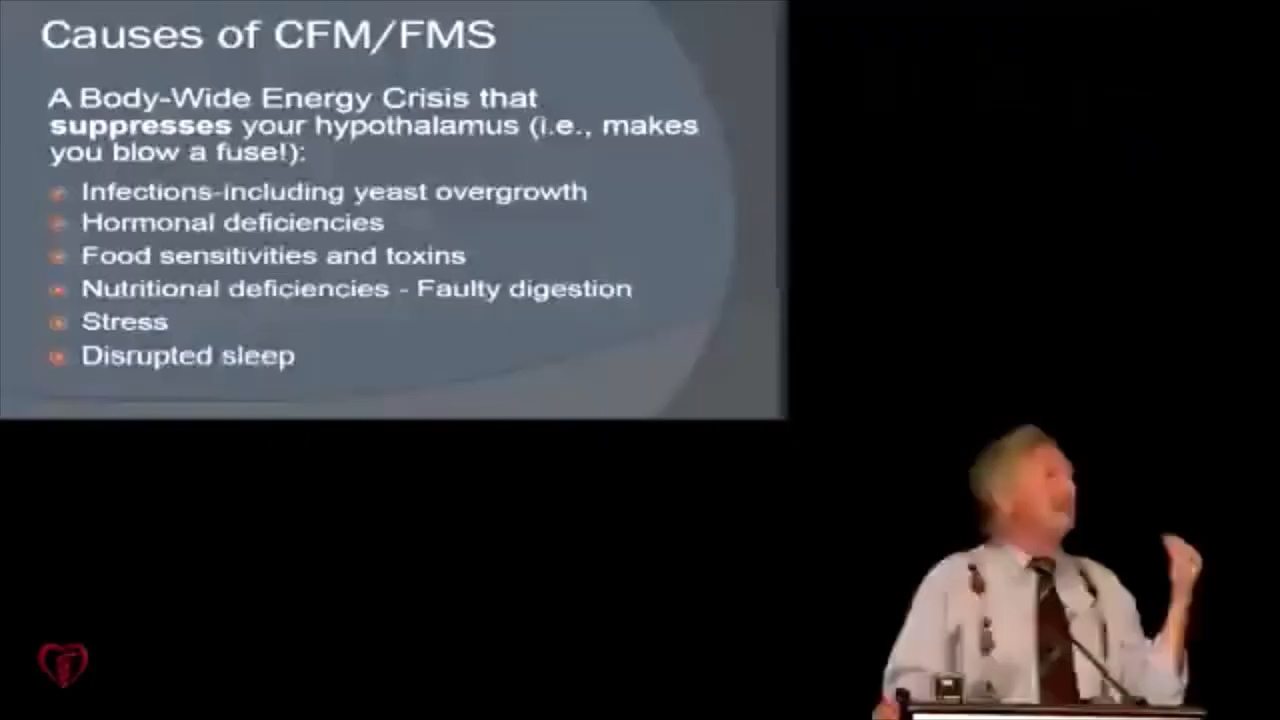 Causes of CFM/FMS
A Body-Wide Energy Crisis that
suppresses your hypothalamus (i.e., makes
you blow a fuse!):
Infections-including yeast overgrowth
Hormonal deficiencies
Food sensitivities and toxins
Nutritional deficiencies - Faulty digestion
Stress
Disrupted sleep